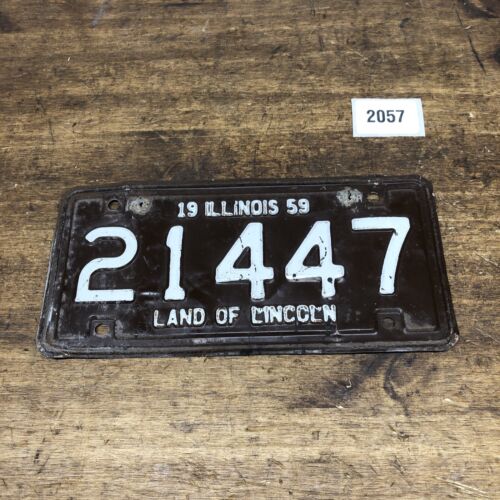 2057
19 ILLINOIS 59
21447
LAND OF LINCOLN